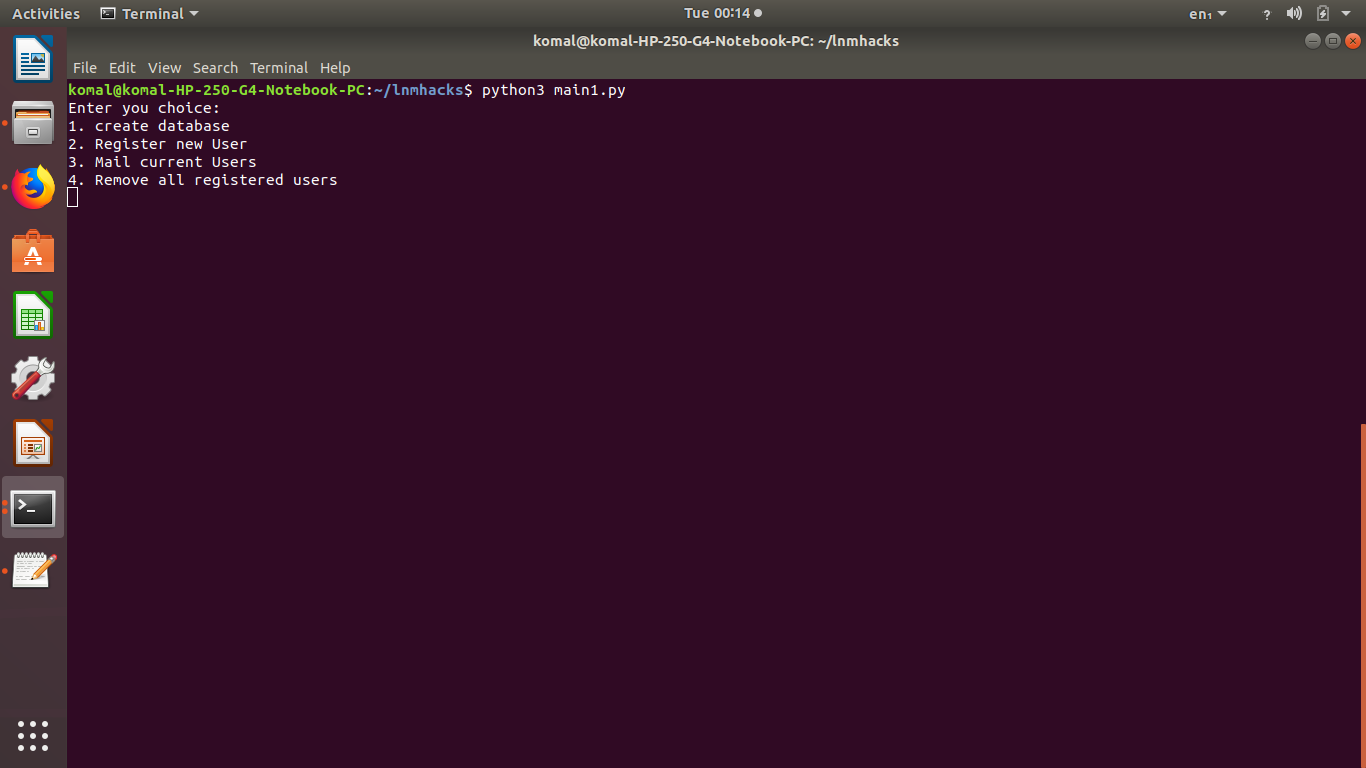 Activities Terminal Tue 00:14 en₁ ?
komal@komal-HP-250-G4-Notebook-PC: ~/lnmhacks
File Edit View Search Terminal Help
komal@komal-HP-250-G4-Notebook-PC:~/lnmhacks$ python3 main1.py
Enter you choice:
1. create database
2. Register new User
3. Mail current Users
4. Remove all registered users